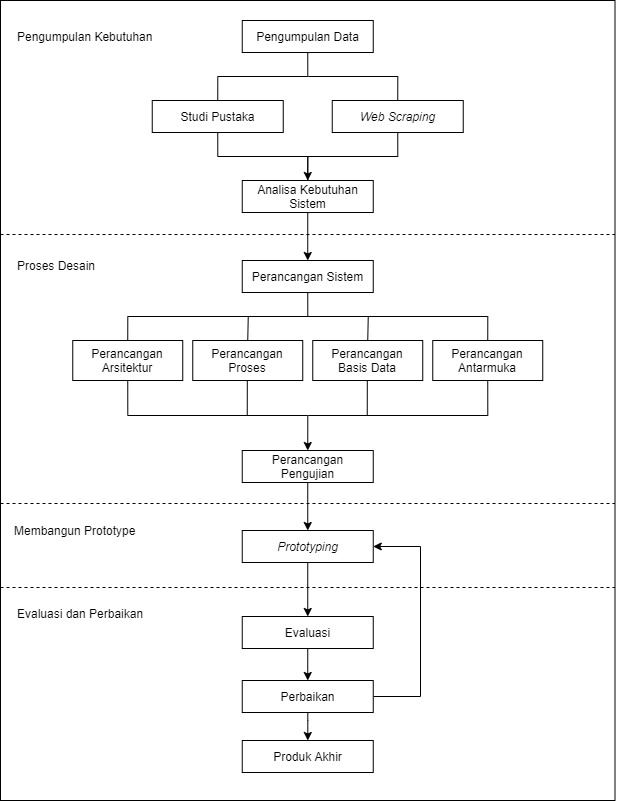 Pengumpulan Kebutuhan
Pengumpulan Data
Studi Pustaka
Web Scraping
Analisa Kebutuhan
Sistem
Proses Desain
Perancangan Sistem
Perancangan
Arsitektur
Perancangan
Proses
Perancangan
Basis Data
Perancangan
Antarmuka
Perancangan
Pengujian
Membangun Prototype
Prototyping
Evaluasi dan Perbaikan
Evaluasi
Perbaikan
Produk Akhir